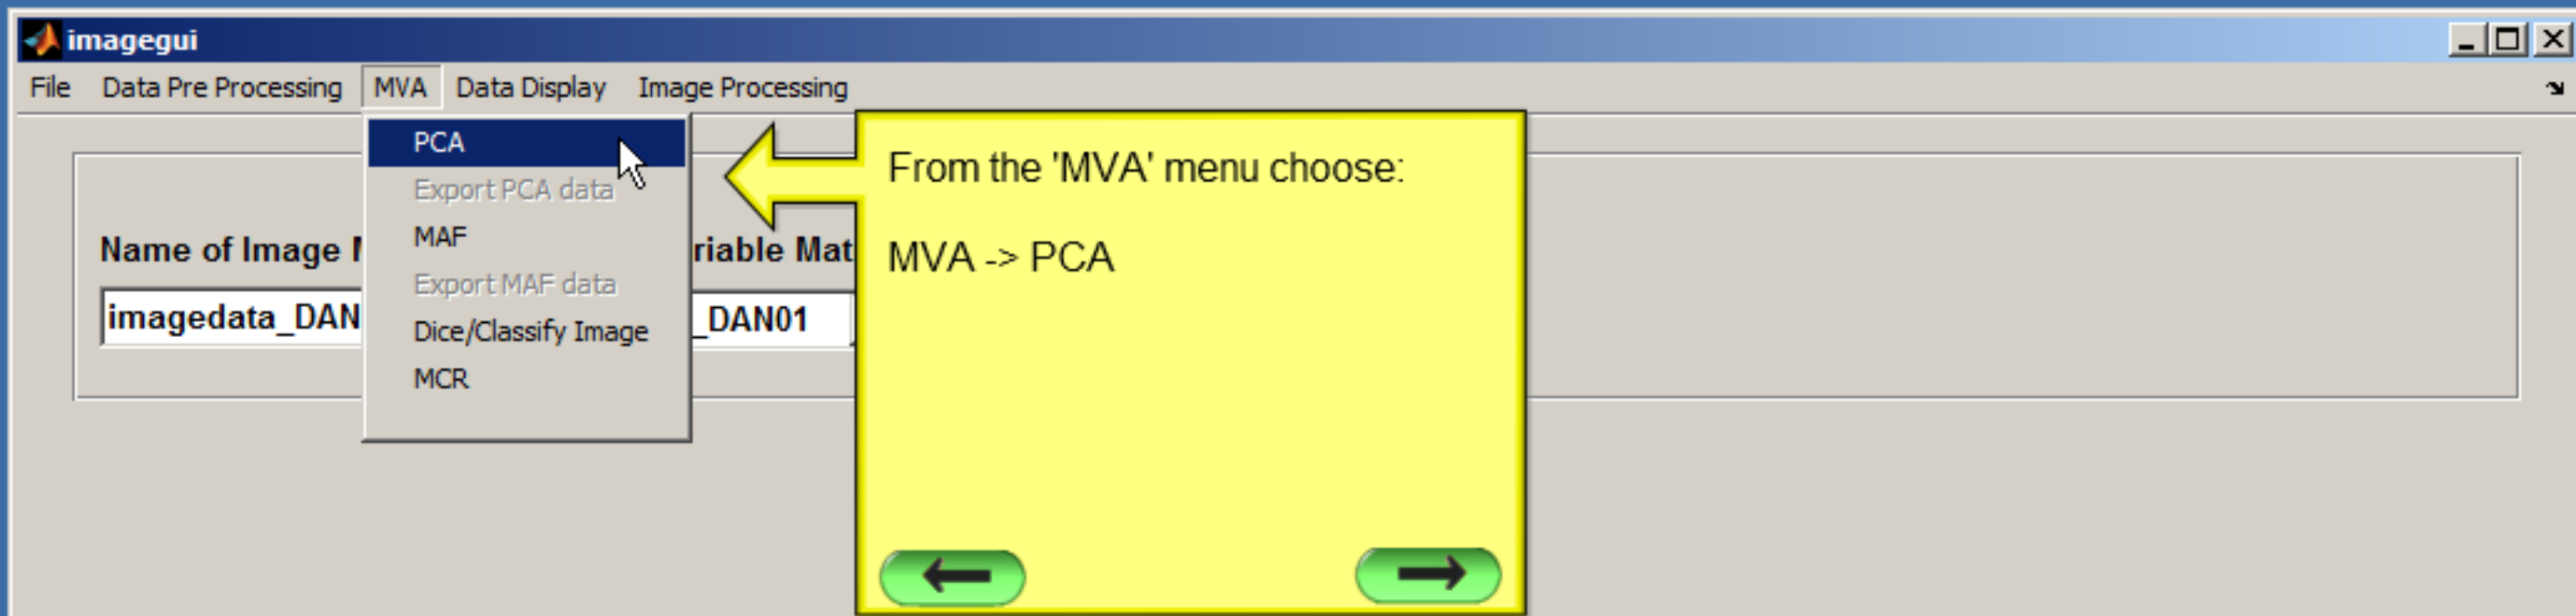 imagegui
File Data Pre Processing MVA Data Display Image Processing
PCA
Export PCA data
MAF
Export MAF data
Dice/Classify Image
MCR
Name of Image
riable Mat
imagedata_DAN
_DAN01
From the 'MVA' menu choose:
MVA -> PCA